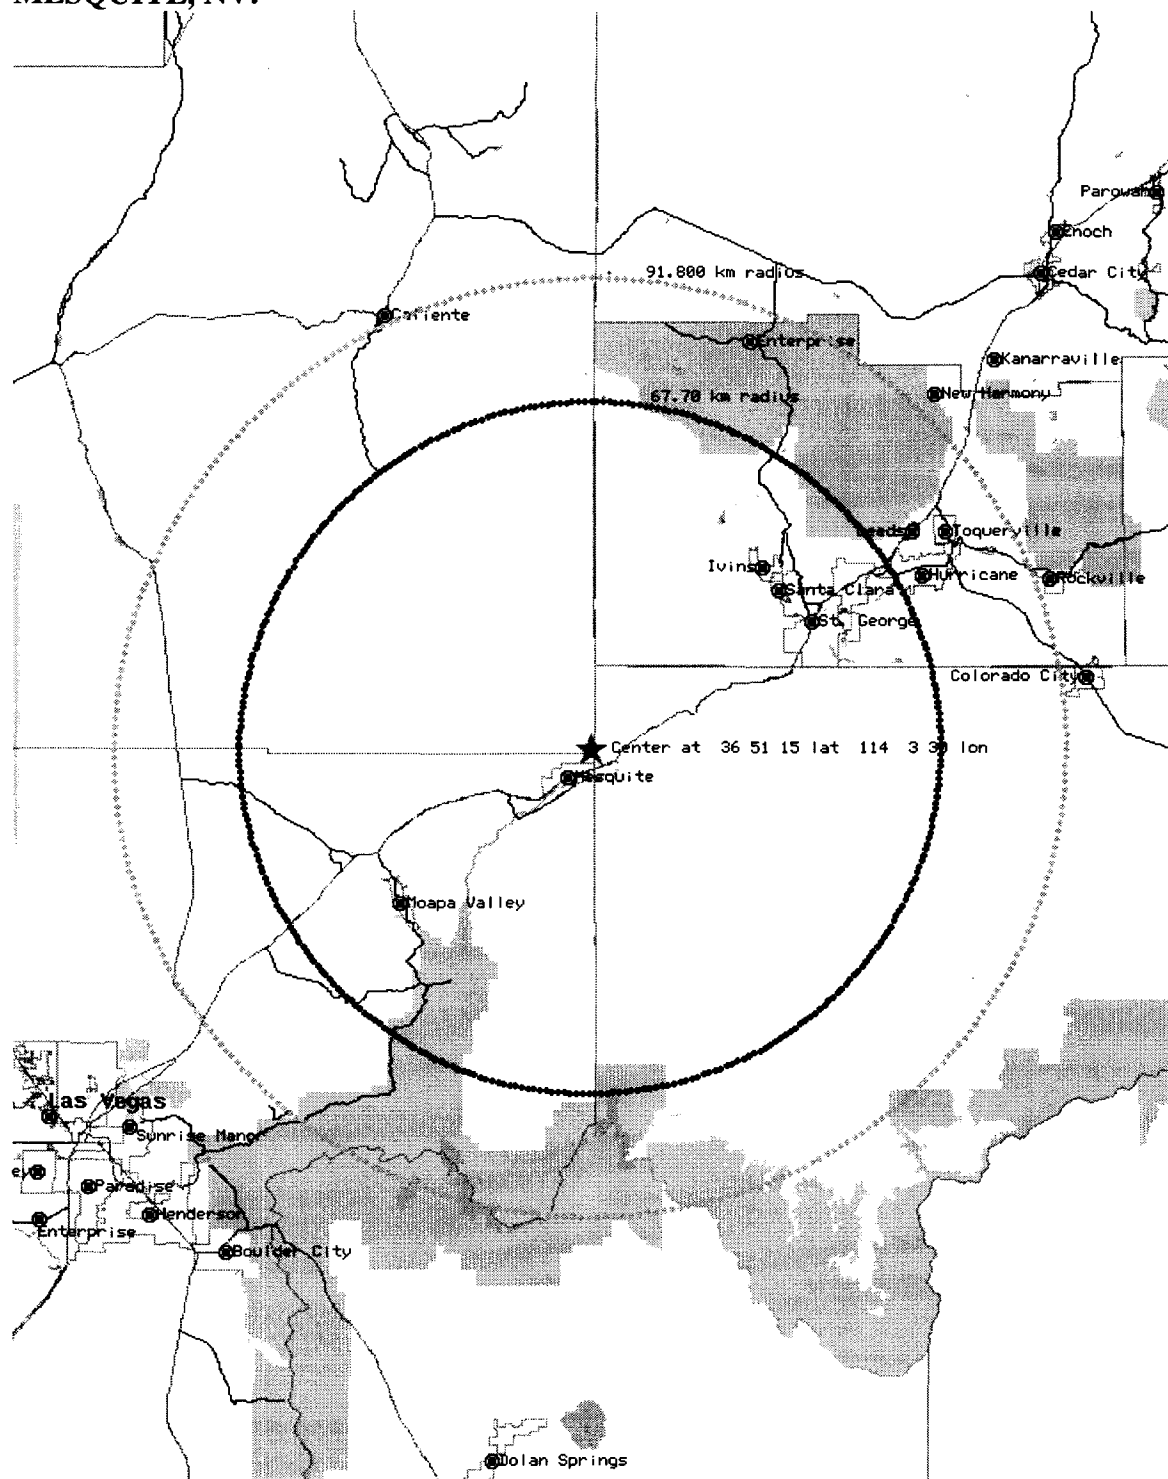 MESQUITE, NV.
Parowan
Enoch
91.800 km radius
Cedar City
Caliente
Enterprise
Kanarraville
New Harmony
67.70 km radius
Leeds
Toquerville
Ivins
Hurricane
Rockville
Santa Clara
St. George
Colorado City
Center at 36 51 15 lat 114 3 30 lon
Mesquite
Moapa Valley
Las Vegas
Sunrise Manor
Paradise
Henderson
Enterprise
Boulder City
Dolan Springs